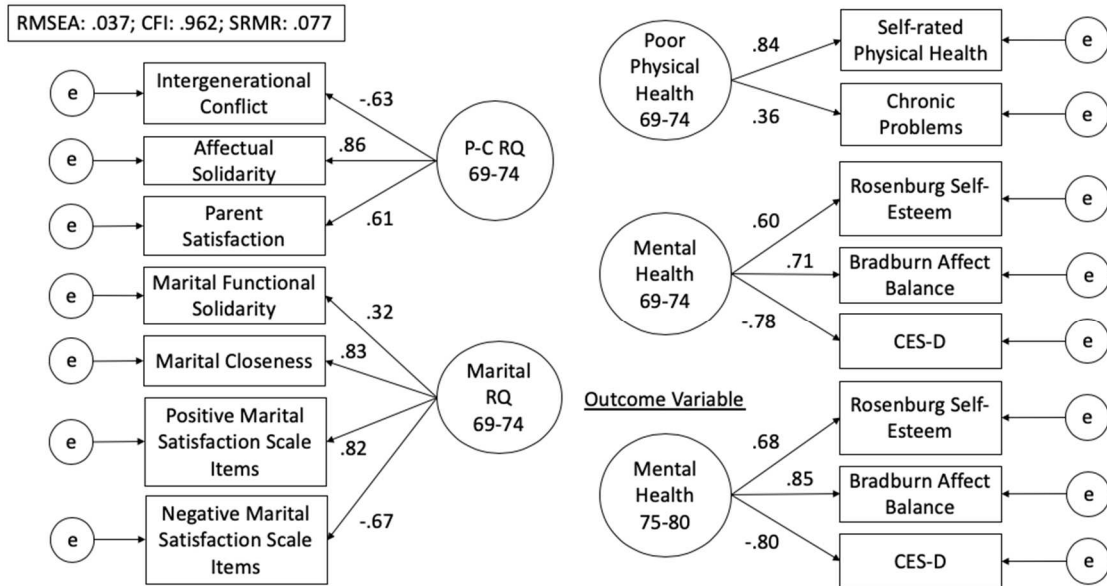 RMSEA: .037; CFI: .962; SRMR: .077
e
Intergenerational
Conflict
-.63
e
Affectual
Solidarity
.86
P-C RQ
69-74
e
Parent
Satisfaction
.61
Marital Functional
Solidarity
.32
e
Marital Closeness
.83
Marital
RQ
69-74
e
Positive Marital
Satisfaction Scale
Items
.82
e
Negative Marital
Satisfaction Scale
Items
-.67
Poor
Physical
Health
69-74
.84
Self-rated
Physical Health
e
.36
Chronic
Problems
e
Mental
Health
69-74
.60
Rosenburg Self-
Esteem
e
.71
Bradburn Affect
Balance
e
-.78
CES-D
e
Outcome Variable
Mental
Health
75-80
.68
Rosenburg Self-
Esteem
e
.85
Bradburn Affect
Balance
e
-.80
CES-D
e